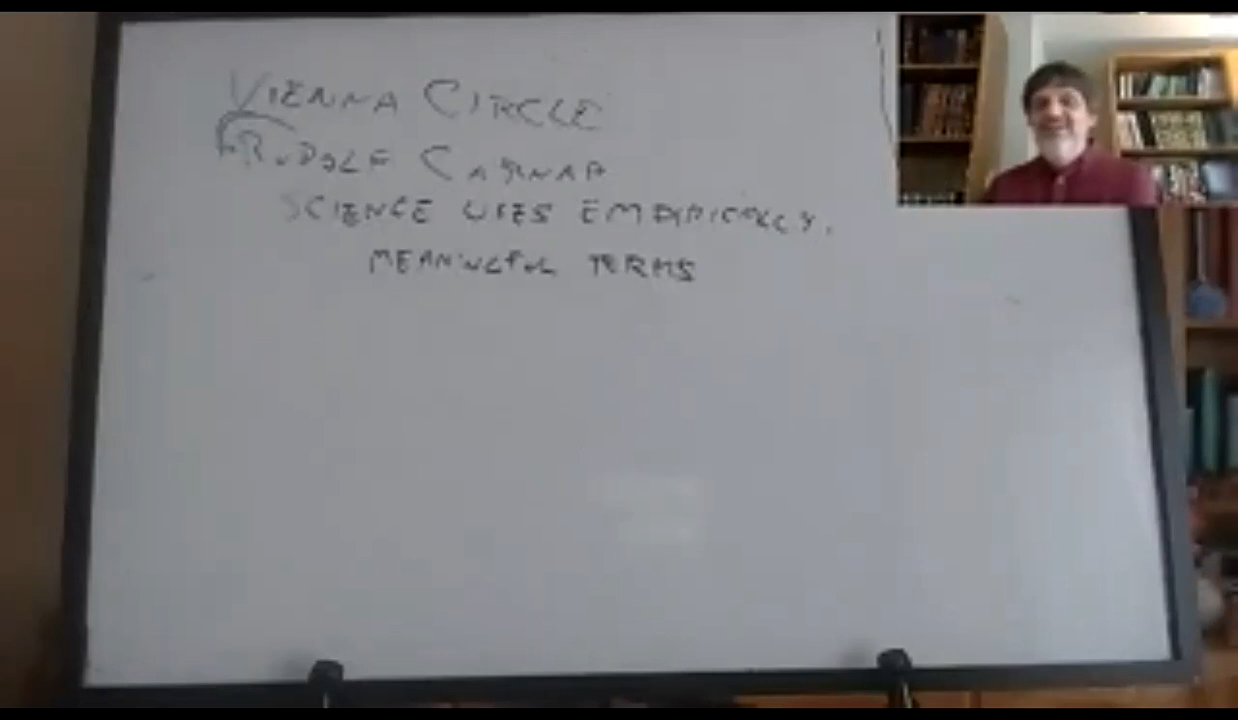 VIENNA CIRCLE
RUDOLF CARNAP
SCIENCE USES EMPIRICALLY
MEANINGFUL TERMS